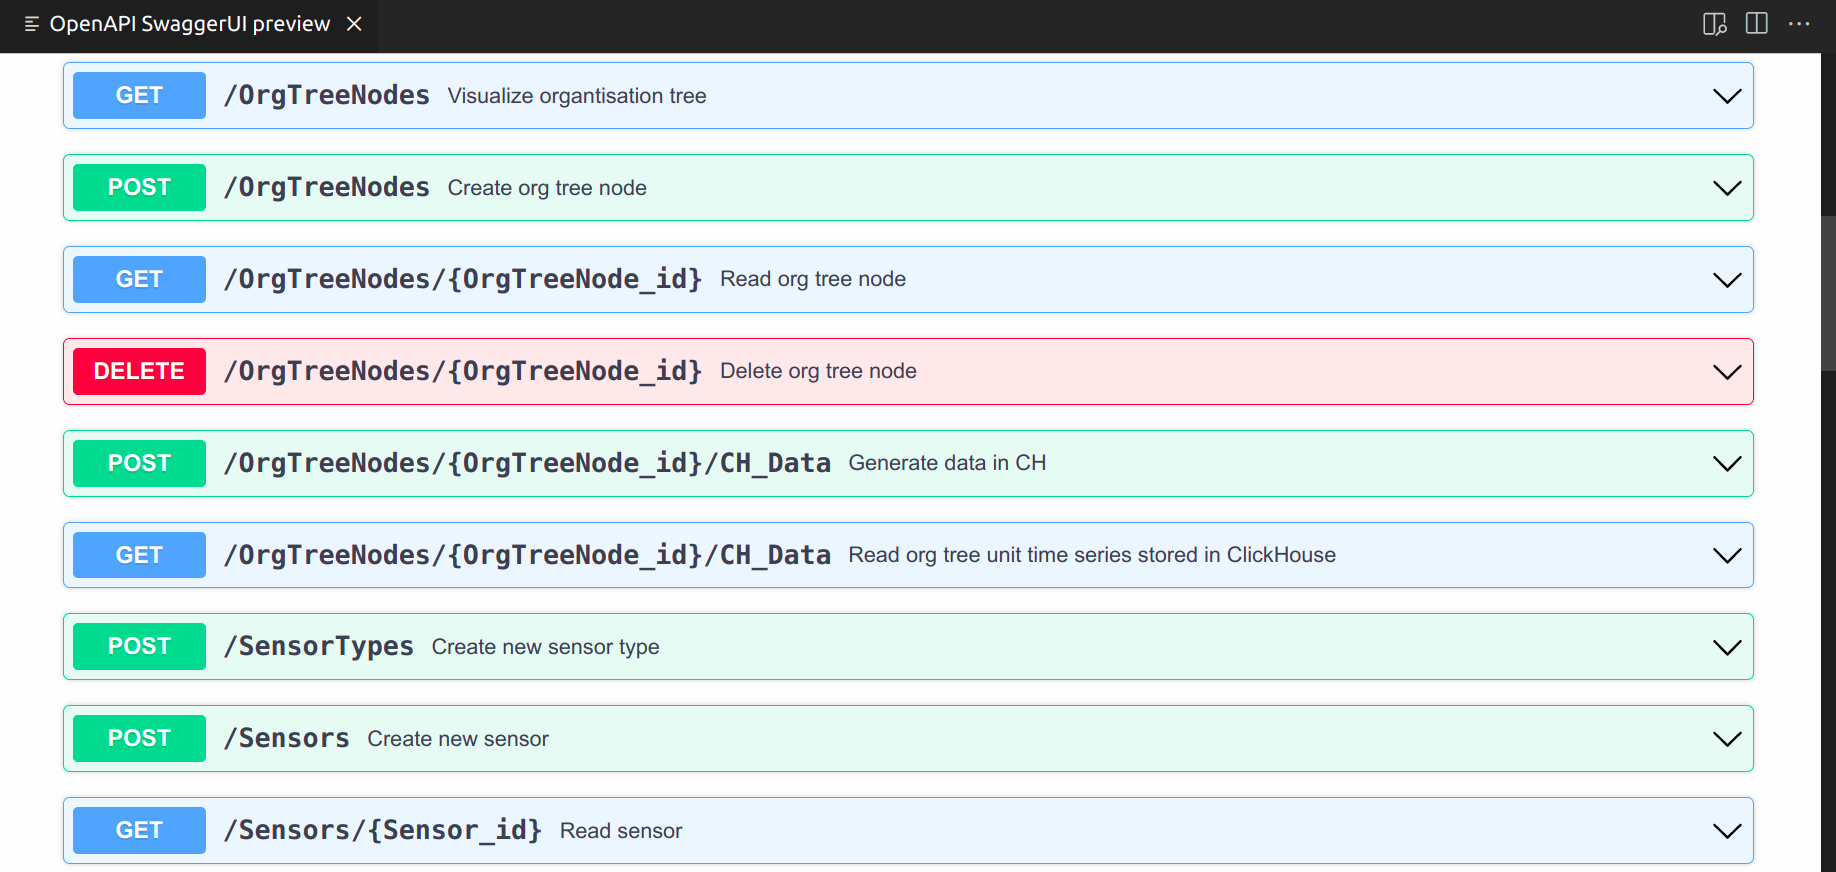 OpenAPI SwaggerUI preview
GET /OrgTreeNodes Visualize organtisation tree
POST /OrgTreeNodes Create org tree node
GET /OrgTreeNodes/{OrgTreeNode_id} Read org tree node
DELETE /OrgTreeNodes/{OrgTreeNode_id} Delete org tree node
POST /OrgTreeNodes/{OrgTreeNode_id}/CH_Data Generate data in CH
GET /OrgTreeNodes/{OrgTreeNode_id}/CH_Data Read org tree unit time series stored in ClickHouse
POST /SensorTypes Create new sensor type
POST /Sensors Create new sensor
GET /Sensors/{Sensor_id} Read sensor